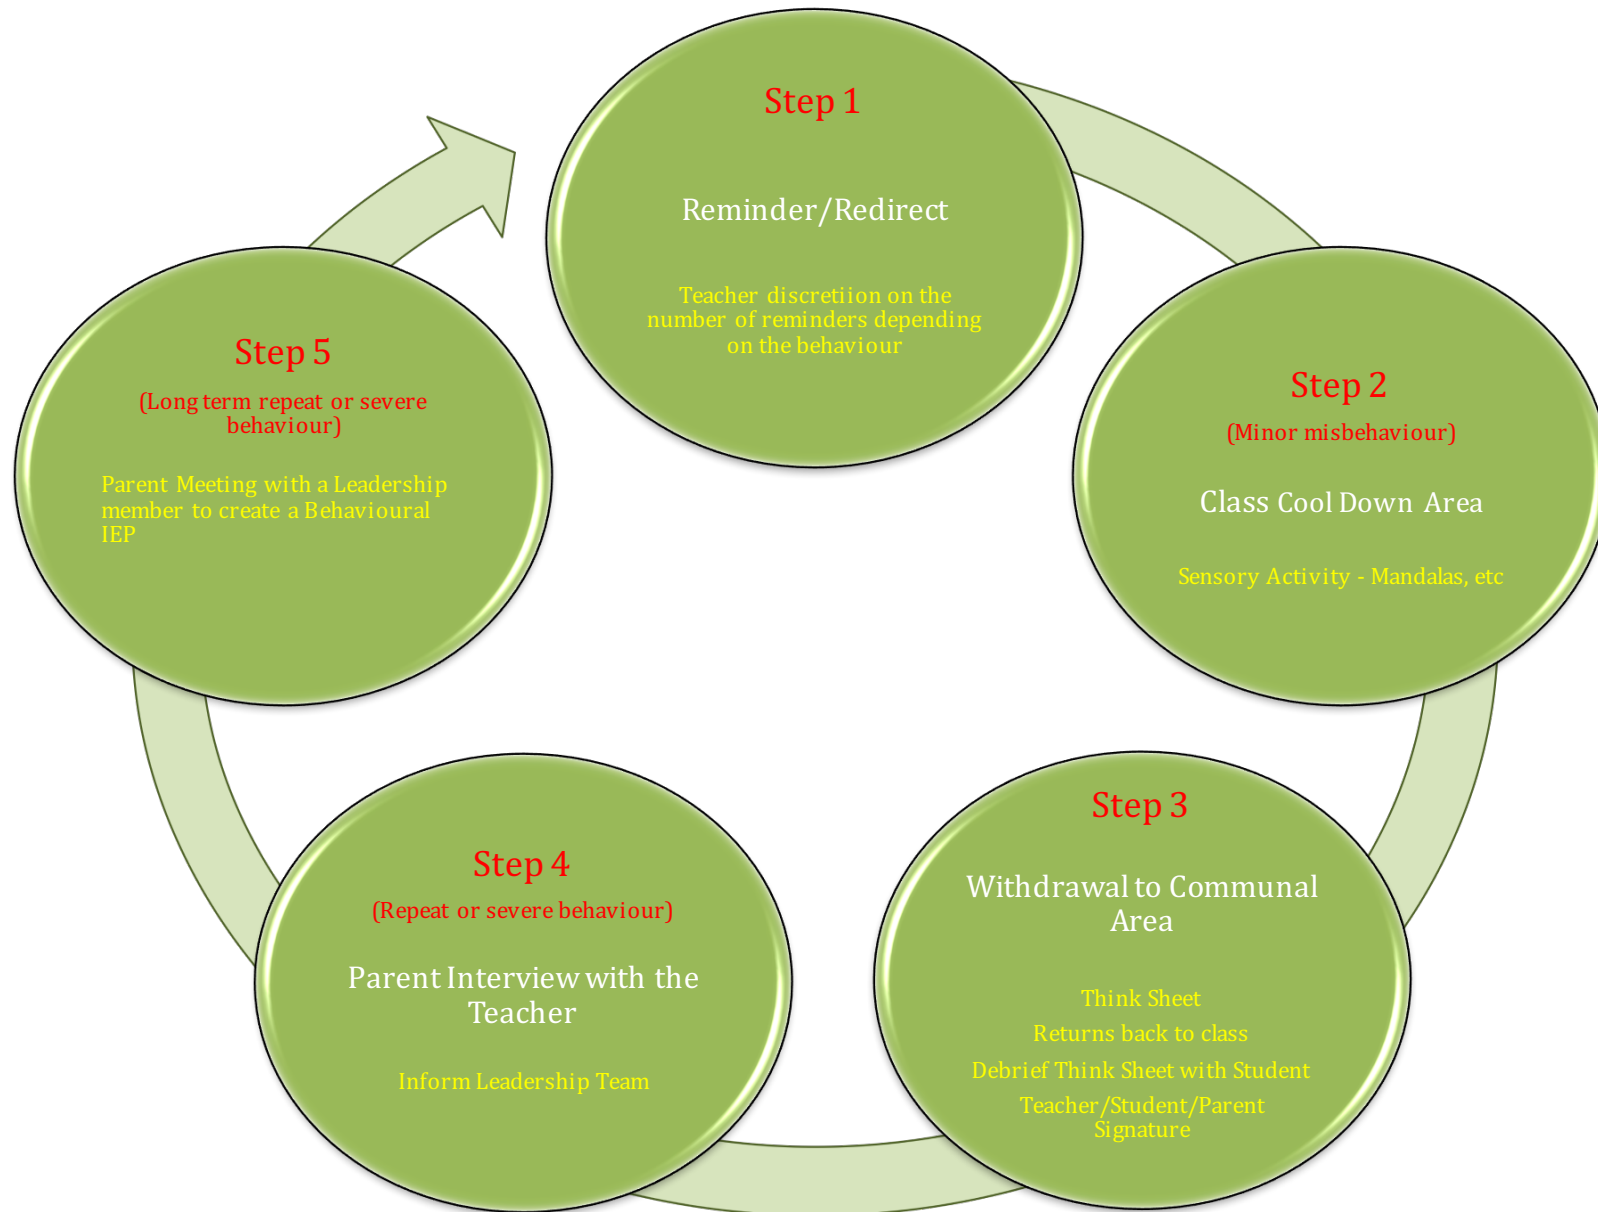 Step 1
Reminder/Redirect
Teacher discretiion on the
number of reminders depending
on the behaviour
Step 2
(Minor misbehaviour)
Class Cool Down Area
Sensory Activity - Mandalas, etc
Step 3
Withdrawal to Communal
Area
Think Sheet
Returns back to class
Debrief Think Sheet with Student
Teacher/Student/Parent
Signature
Step 4
(Repeat or severe behaviour)
Parent Interview with the
Teacher
Inform Leadership Team
Step 5
(Long term repeat or severe
behaviour)
Parent Meeting with a Leadership
member to create a Behavioural
IEP